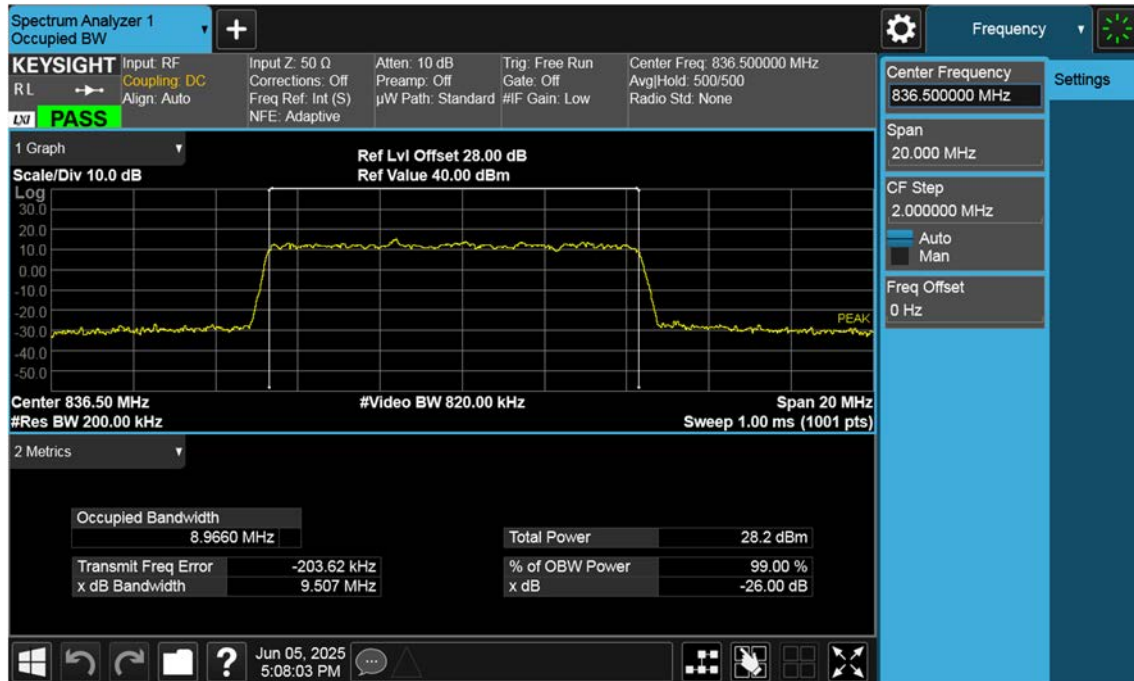 Spectrum Analyzer 1
Occupied BW
Frequency
KEYSIGHT
RL
LXI PASS
Input: RF
Coupling: DC
Align: Auto
Input Z: 50 Ω
Corrections: Off
Freq Ref: Int (S)
NFE: Adaptive
Atten: 10 dB
Preamp: Off
µW Path: Standard
Trig: Free Run
Gate: Off
#IF Gain: Low
Center Freq: 836.500000 MHz
Avg|Hold: 500/500
Radio Std: None
1 Graph
Scale/Div 10.0 dB
Ref Lvl Offset 28.00 dB
Ref Value 40.00 dBm
Log
30.0
20.0
10.0
0.00
-10.0
-20.0
-30.0
-40.0
-50.0
PEAK
Center 836.50 MHz
#Video BW 820.00 kHz
Span 20 MHz
#Res BW 200.00 kHz
Sweep 1.00 ms (1001 pts)
2 Metrics
Occupied Bandwidth
8.9660 MHz
Total Power 28.2 dBm
Transmit Freq Error -203.62 kHz
% of OBW Power 99.00 %
x dB Bandwidth 9.507 MHz
x dB -26.00 dB
Center Frequency
836.500000 MHz
Settings
Span
20.000 MHz
CF Step
2.000000 MHz
Auto
Man
Freq Offset
0 Hz
?
Jun 05, 2025
5:08:03 PM